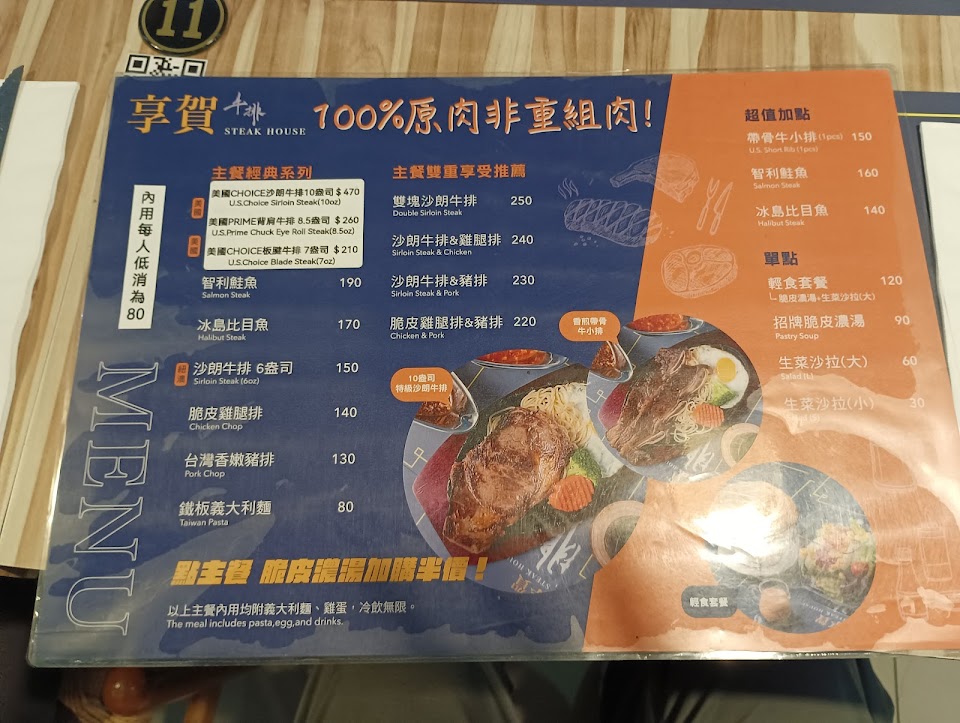 11
享賀 牛排
STEAK HOUSE
100%原肉非重組肉!
內用每人低消為80
MENU
主餐經典系列
美國CHOICE沙朗牛排10盎司 $470
U.S.Choice Sirloin Steak(10oz)
美國PRIME背肩牛排 8.5盎司 $260
U.S.Prime Chuck Eye Roll Steak(8.5oz)
美國CHOICE板腱牛排 7盎司 $210
U.S.Choice Blade Steak(7oz)
美國
美國
智利鮭魚 190
Salmon Steak
冰島比目魚 170
Halibut Steak
紐澳
沙朗牛排 6盎司 150
Sirloin Steak (6oz)
脆皮雞腿排 140
Chicken Chop
台灣香嫩豬排 130
Pork Chop
鐵板義大利麵 80
Taiwan Pasta
主餐雙重享受推薦
雙塊沙朗牛排 250
Double Sirloin Steak
沙朗牛排&雞腿排 240
Sirloin Steak & Chicken
沙朗牛排&豬排 230
Sirloin Steak & Pork
脆皮雞腿排&豬排 220
Chicken & Pork
香煎帶骨
牛小排
10盎司
特級沙朗牛排
超值加點
帶骨牛小排(1pcs) 150
U.S. Short Rib (1pcs)
智利鮭魚 160
Salmon Steak
冰島比目魚 140
Halibut Steak
單點
輕食套餐 120
脆皮濃湯+生菜沙拉(大)
招牌脆皮濃湯 90
Pastry Soup
生菜沙拉(大) 60
Salad (L)
生菜沙拉(小) 30
輕食套餐
點主餐 脆皮濃湯加購半價!
以上主餐內用均附義大利麵、雞蛋,冷飲無限。
The meal includes pasta,egg,and drinks.